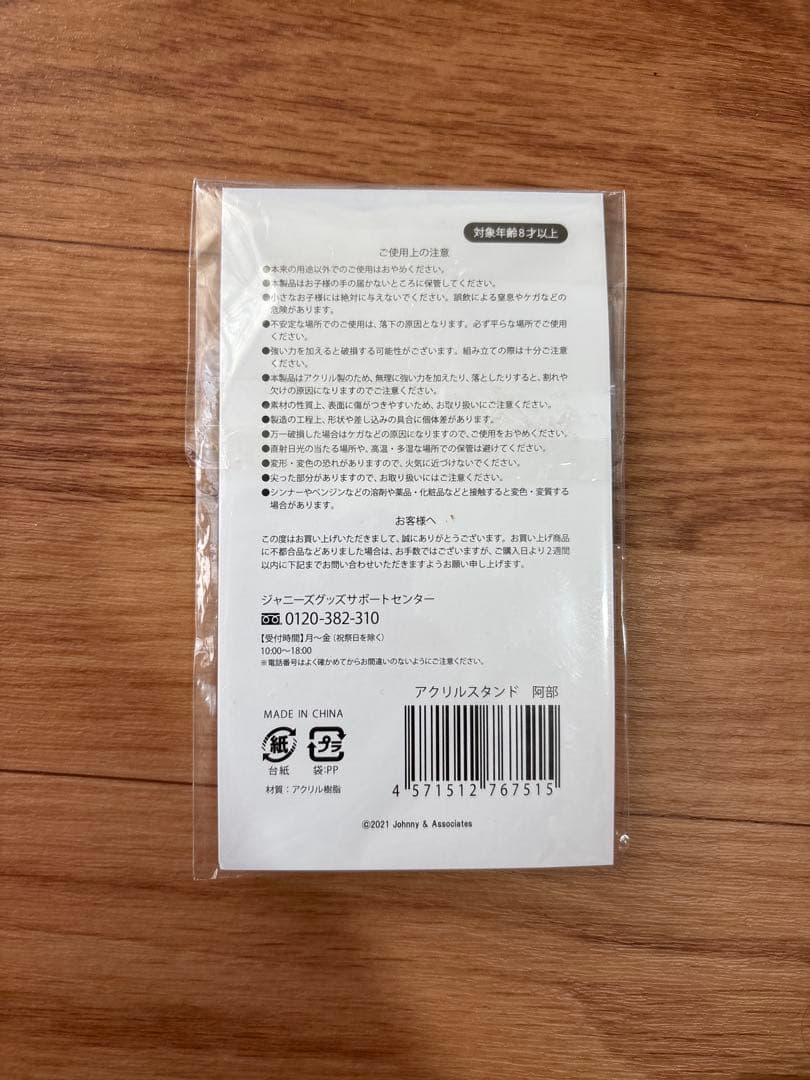 対象年齢8才以上
ご使用上の注意
●本来の用途以外でのご使用はおやめください。
●本製品はお子様の手の届かないところに保管してください。
●小さなお子様には絶対に与えないでください。誤飲による窒息やケガなどの
危険があります。
●不安定な場所でのご使用は、落下の原因となります。必ず平らな場所でご使用
ください。
●強い力を加えると破損する可能性がございます。組み立ての際は十分ご注意
ください。
●本製品はアクリル製のため、無理に強い力を加えたり、落としたりすると、割れや
欠けの原因になりますのでご注意ください。
●素材の性質上、表面に傷がつきやすいため、お取り扱いにご注意ください。
●製造の工程上、形状や差し込みの具合に個体差があります。
●万一破損した場合はケガなどの原因になりますので、ご使用をおやめください。
●直射日光の当たる場所や、高温・多湿な場所での保管は避けてください。
●変形・変色の恐れがありますので、火気に近づけないでください。
●尖った部分がありますので、お取り扱いにはご注意ください。
●シンナーやベンジンなどの溶剤や薬品・化粧品などと接触すると変色・変質する
場合があります。
お客様へ
この度はお買い上げいただきまして、誠にありがとうございます。お買い上げ商品
に不都合品などありました場合は、お手数ではございますが、ご購入日より2週間
以内に下記までお問い合わせいただきますようお願い申し上げます。
ジャニーズグッズサポートセンター
0120-382-310
【受付時間】月〜金（祝祭日を除く）
10:00〜18:00
※電話番号はよく確かめてからお間違いのないようにご注意ください。
アクリルスタンド 阿部
MADE IN CHINA
紙 プラ
台紙 袋:PP
材質：アクリル樹脂
4 571512 767515
©2021 Johnny & Associates